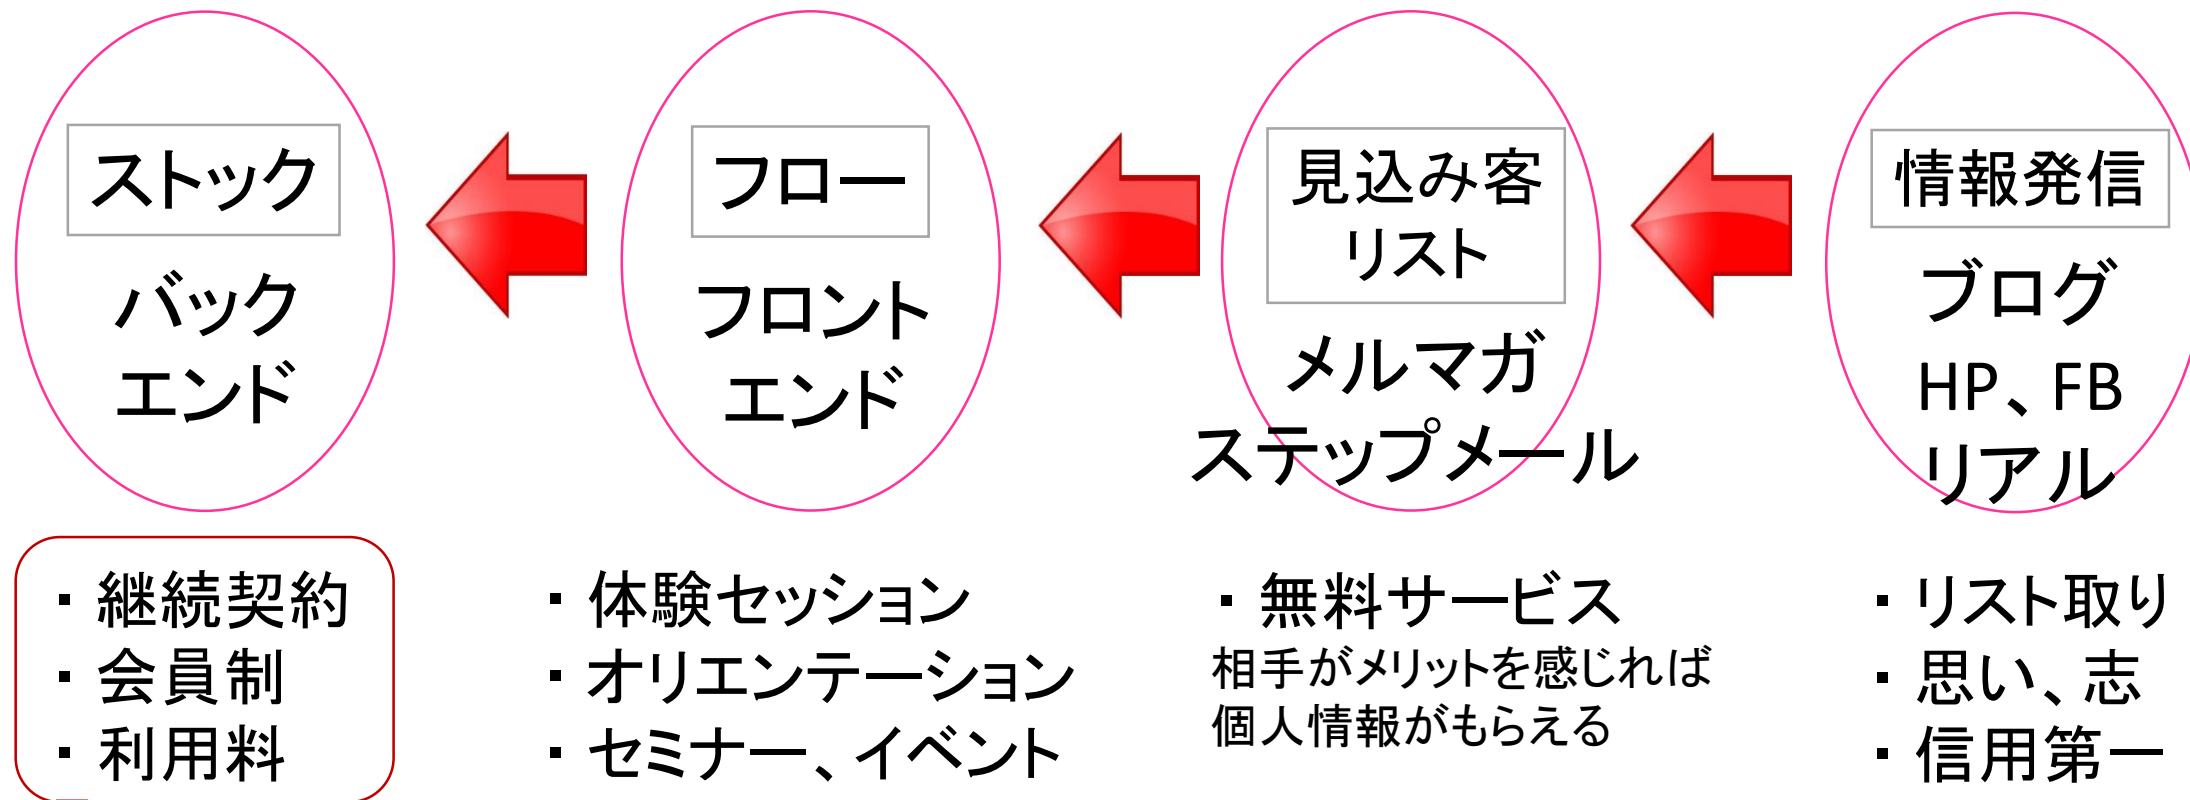 ストック
バック
エンド
・継続契約
・会員制
・利用料
フロー
フロント
エンド
・体験セッション
・オリエンテーション
・セミナー、イベント
見込み客
リスト
メルマガ
ステップメール
・無料サービス
相手がメリットを感じれば
個人情報がもらえる
情報発信
ブログ
HP、FB
リアル
・リスト取り
・思い、志
・信用第一